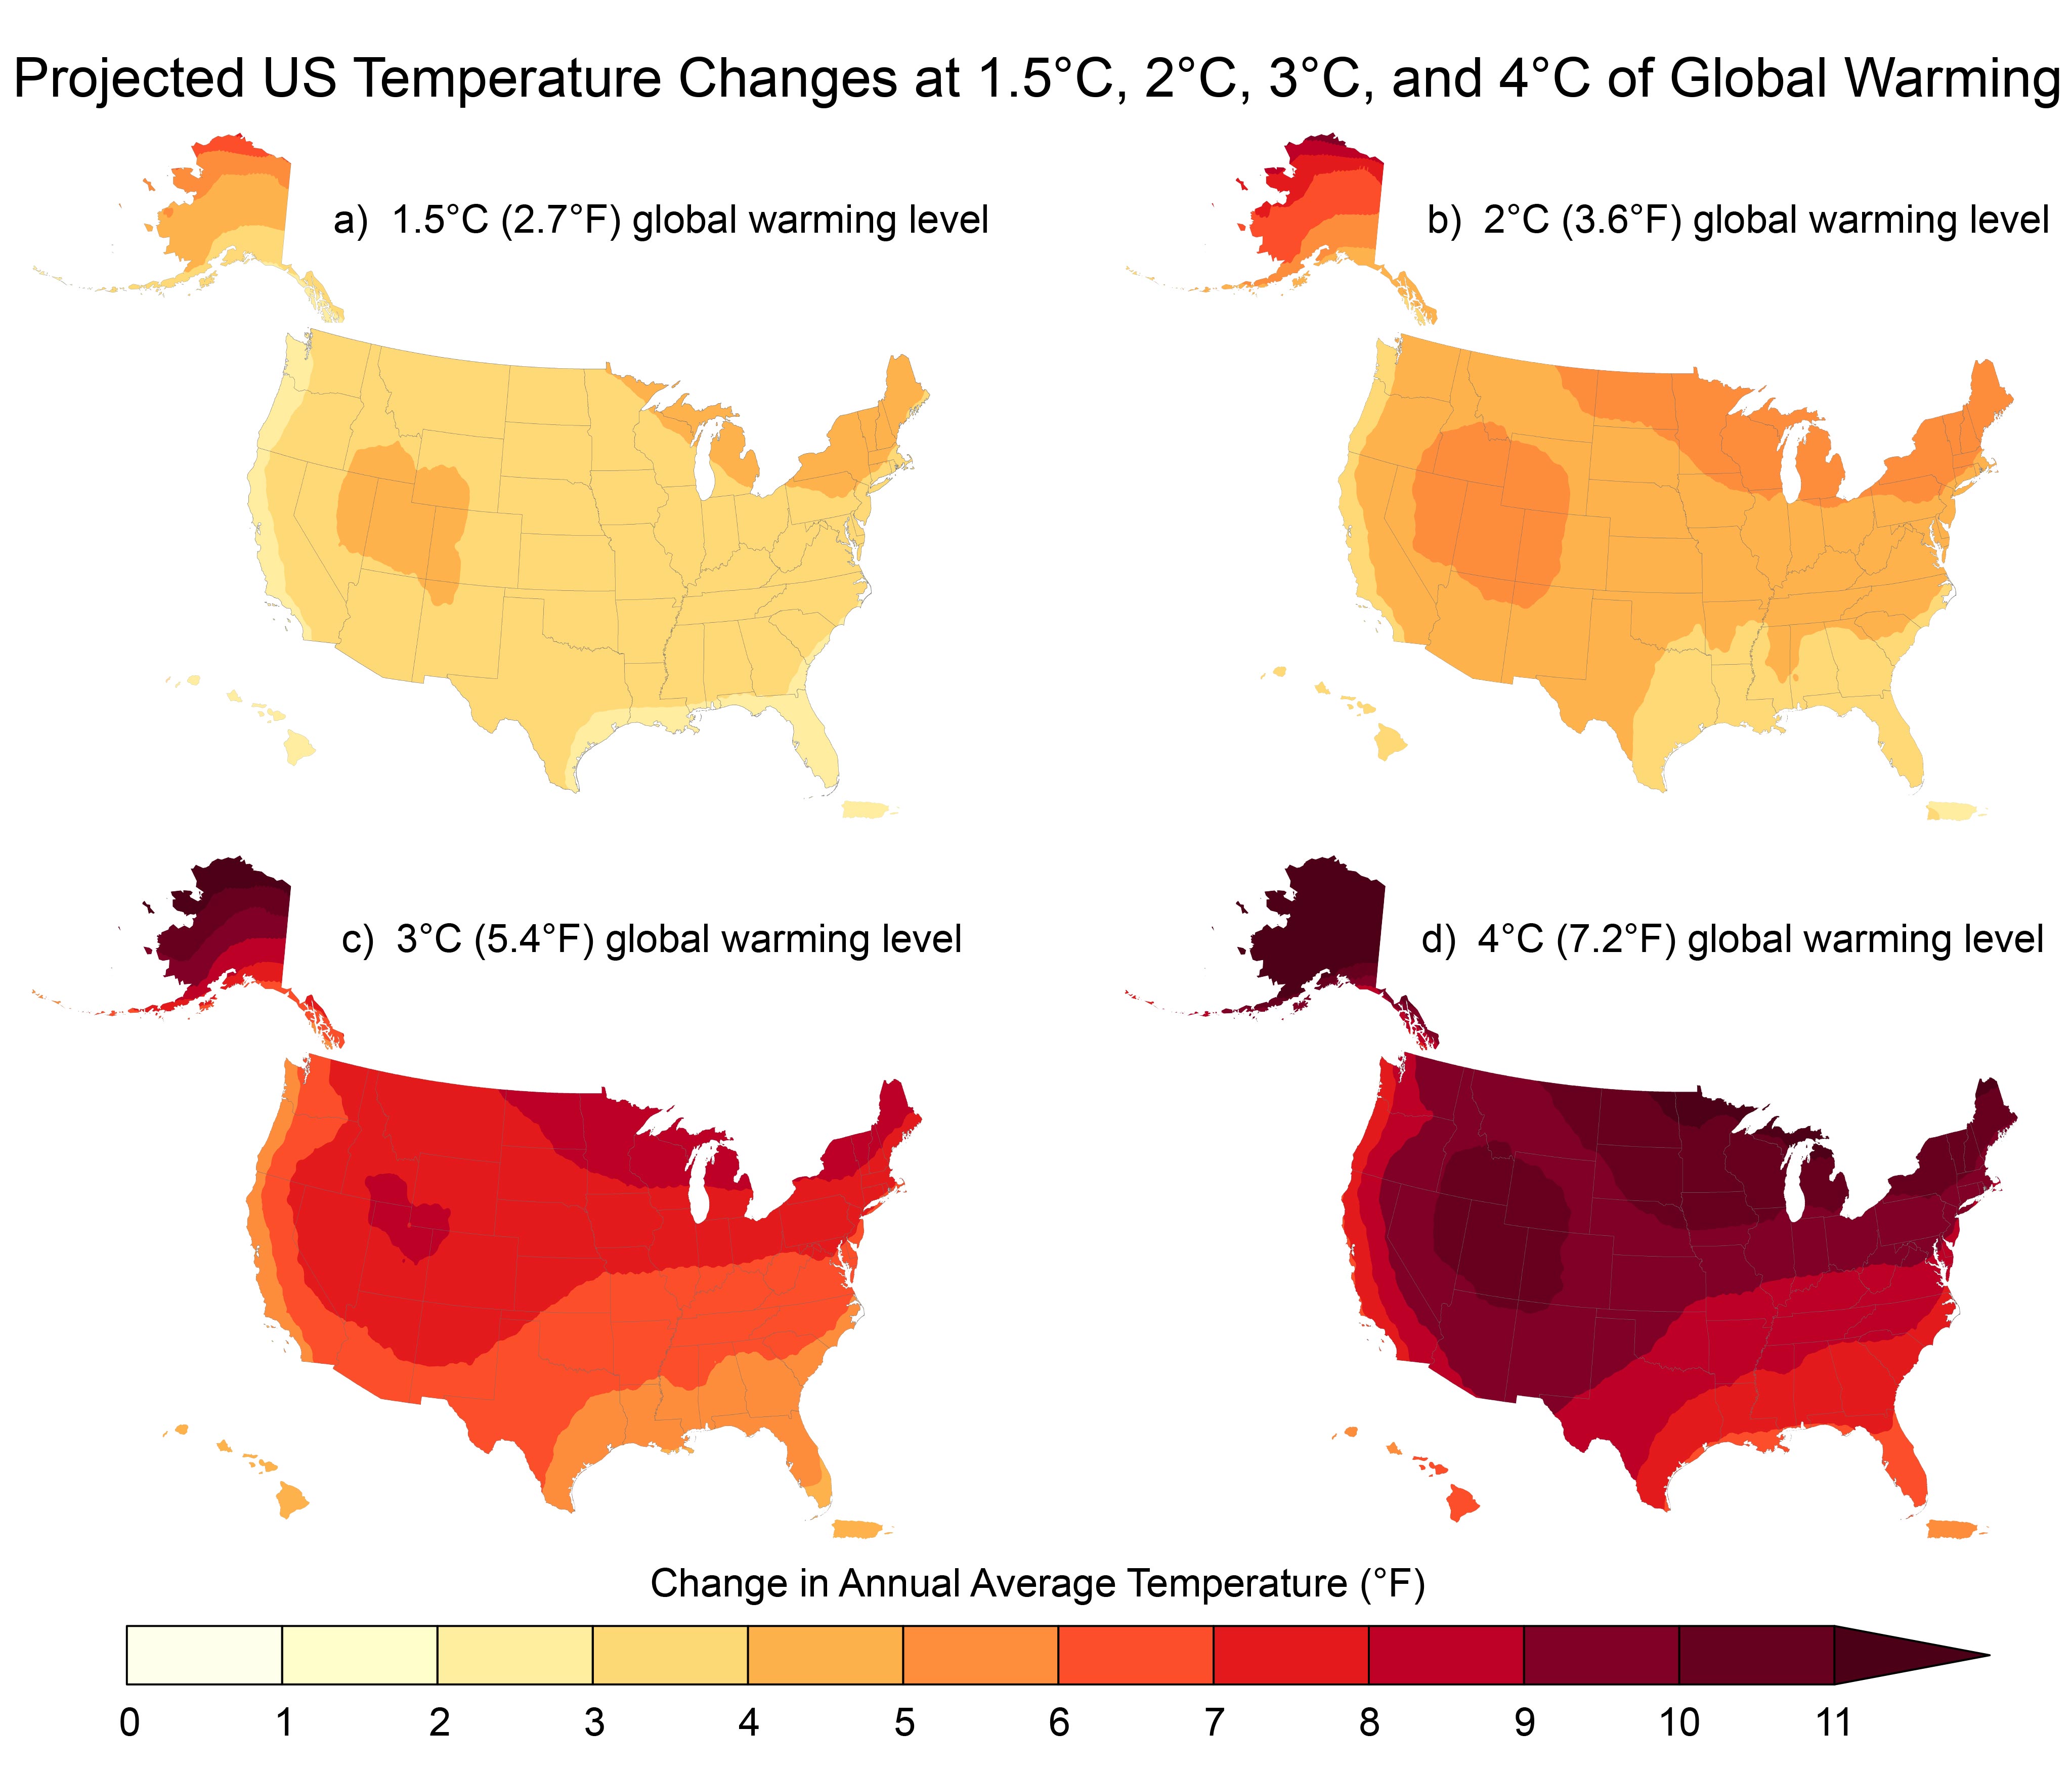 Projected US Temperature Changes at 1.5°C, 2°C, 3°C, and 4°C of Global Warming
a) 1.5°C (2.7°F) global warming level
b) 2°C (3.6°F) global warming level
c) 3°C (5.4°F) global warming level
d) 4°C (7.2°F) global warming level
Change in Annual Average Temperature (°F)
0 1 2 3 4 5 6 7 8 9 10 11